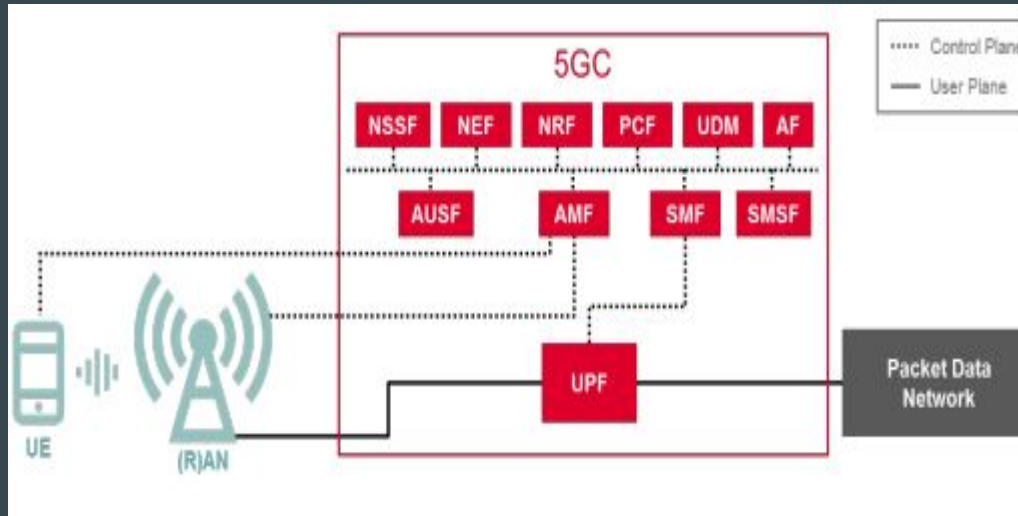 5GC
Control Plane
User Plane
NSSF NEF NRF PCF UDM AF
AUSF AMF SMF SMSF
UPF
Packet Data
Network
UE
(R)AN